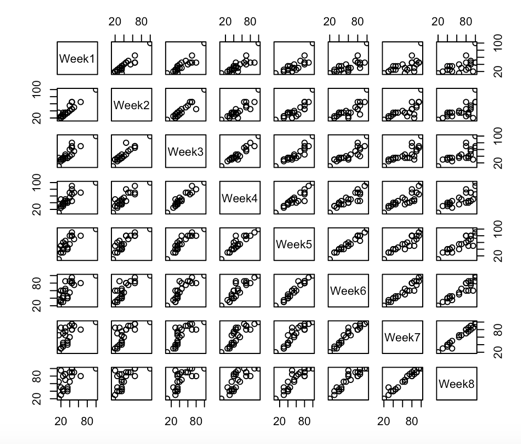 20 80 20 80 20 80 20 80
Week1 20 100
20 100 Week2
Week3 20 100
20 100 Week4
Week5 20 100
20 80 Week6
Week7 20 80
20 80 Week8
20 80 20 80 20 80 20 80